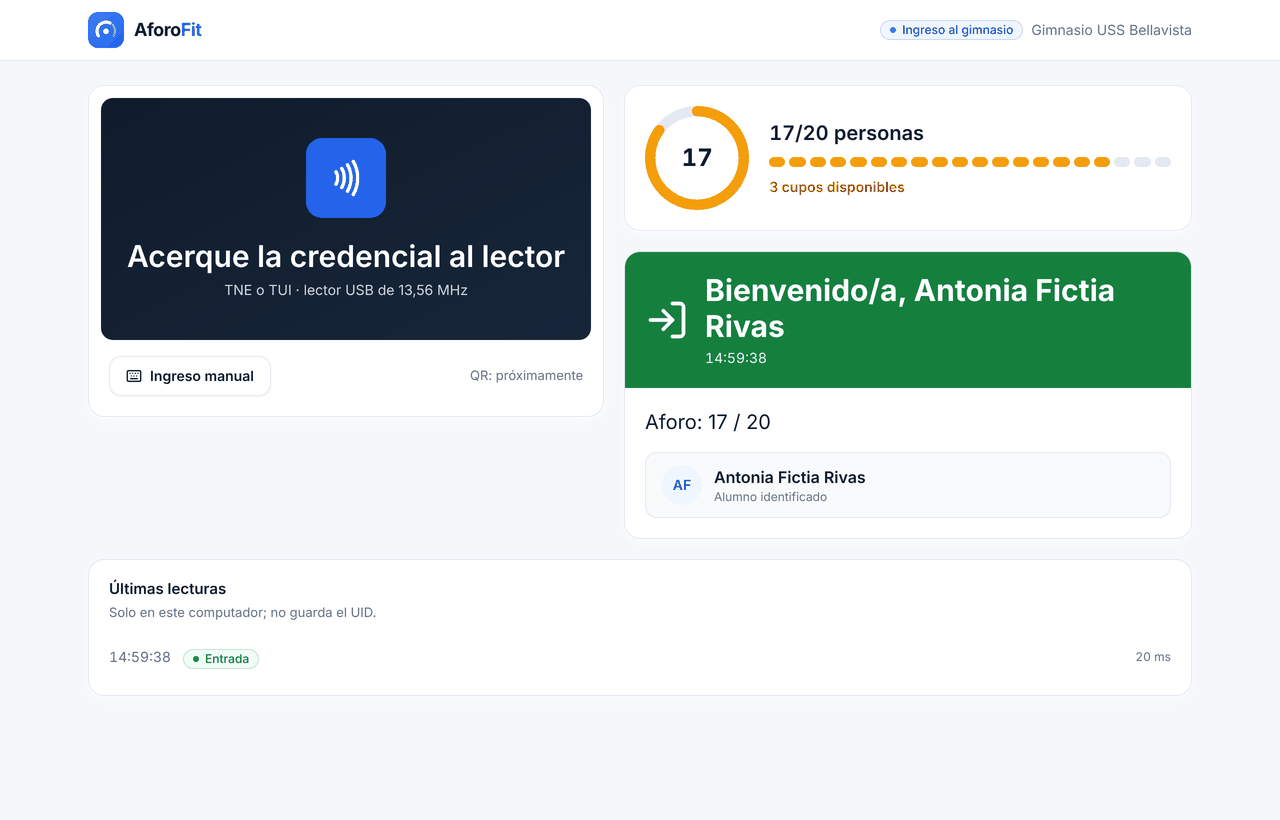 AforoFit
Ingreso al gimnasio
Gimnasio USS Bellavista
Acerque la credencial al lector
TNE o TUI · lector USB de 13,56 MHz
Ingreso manual
QR: próximamente
17
17/20 personas
3 cupos disponibles
Bienvenido/a, Antonia Fictia
Rivas
14:59:38
Aforo: 17 / 20
AF
Antonia Fictia Rivas
Alumno identificado
Últimas lecturas
Solo en este computador; no guarda el UID.
14:59:38
Entrada
20 ms